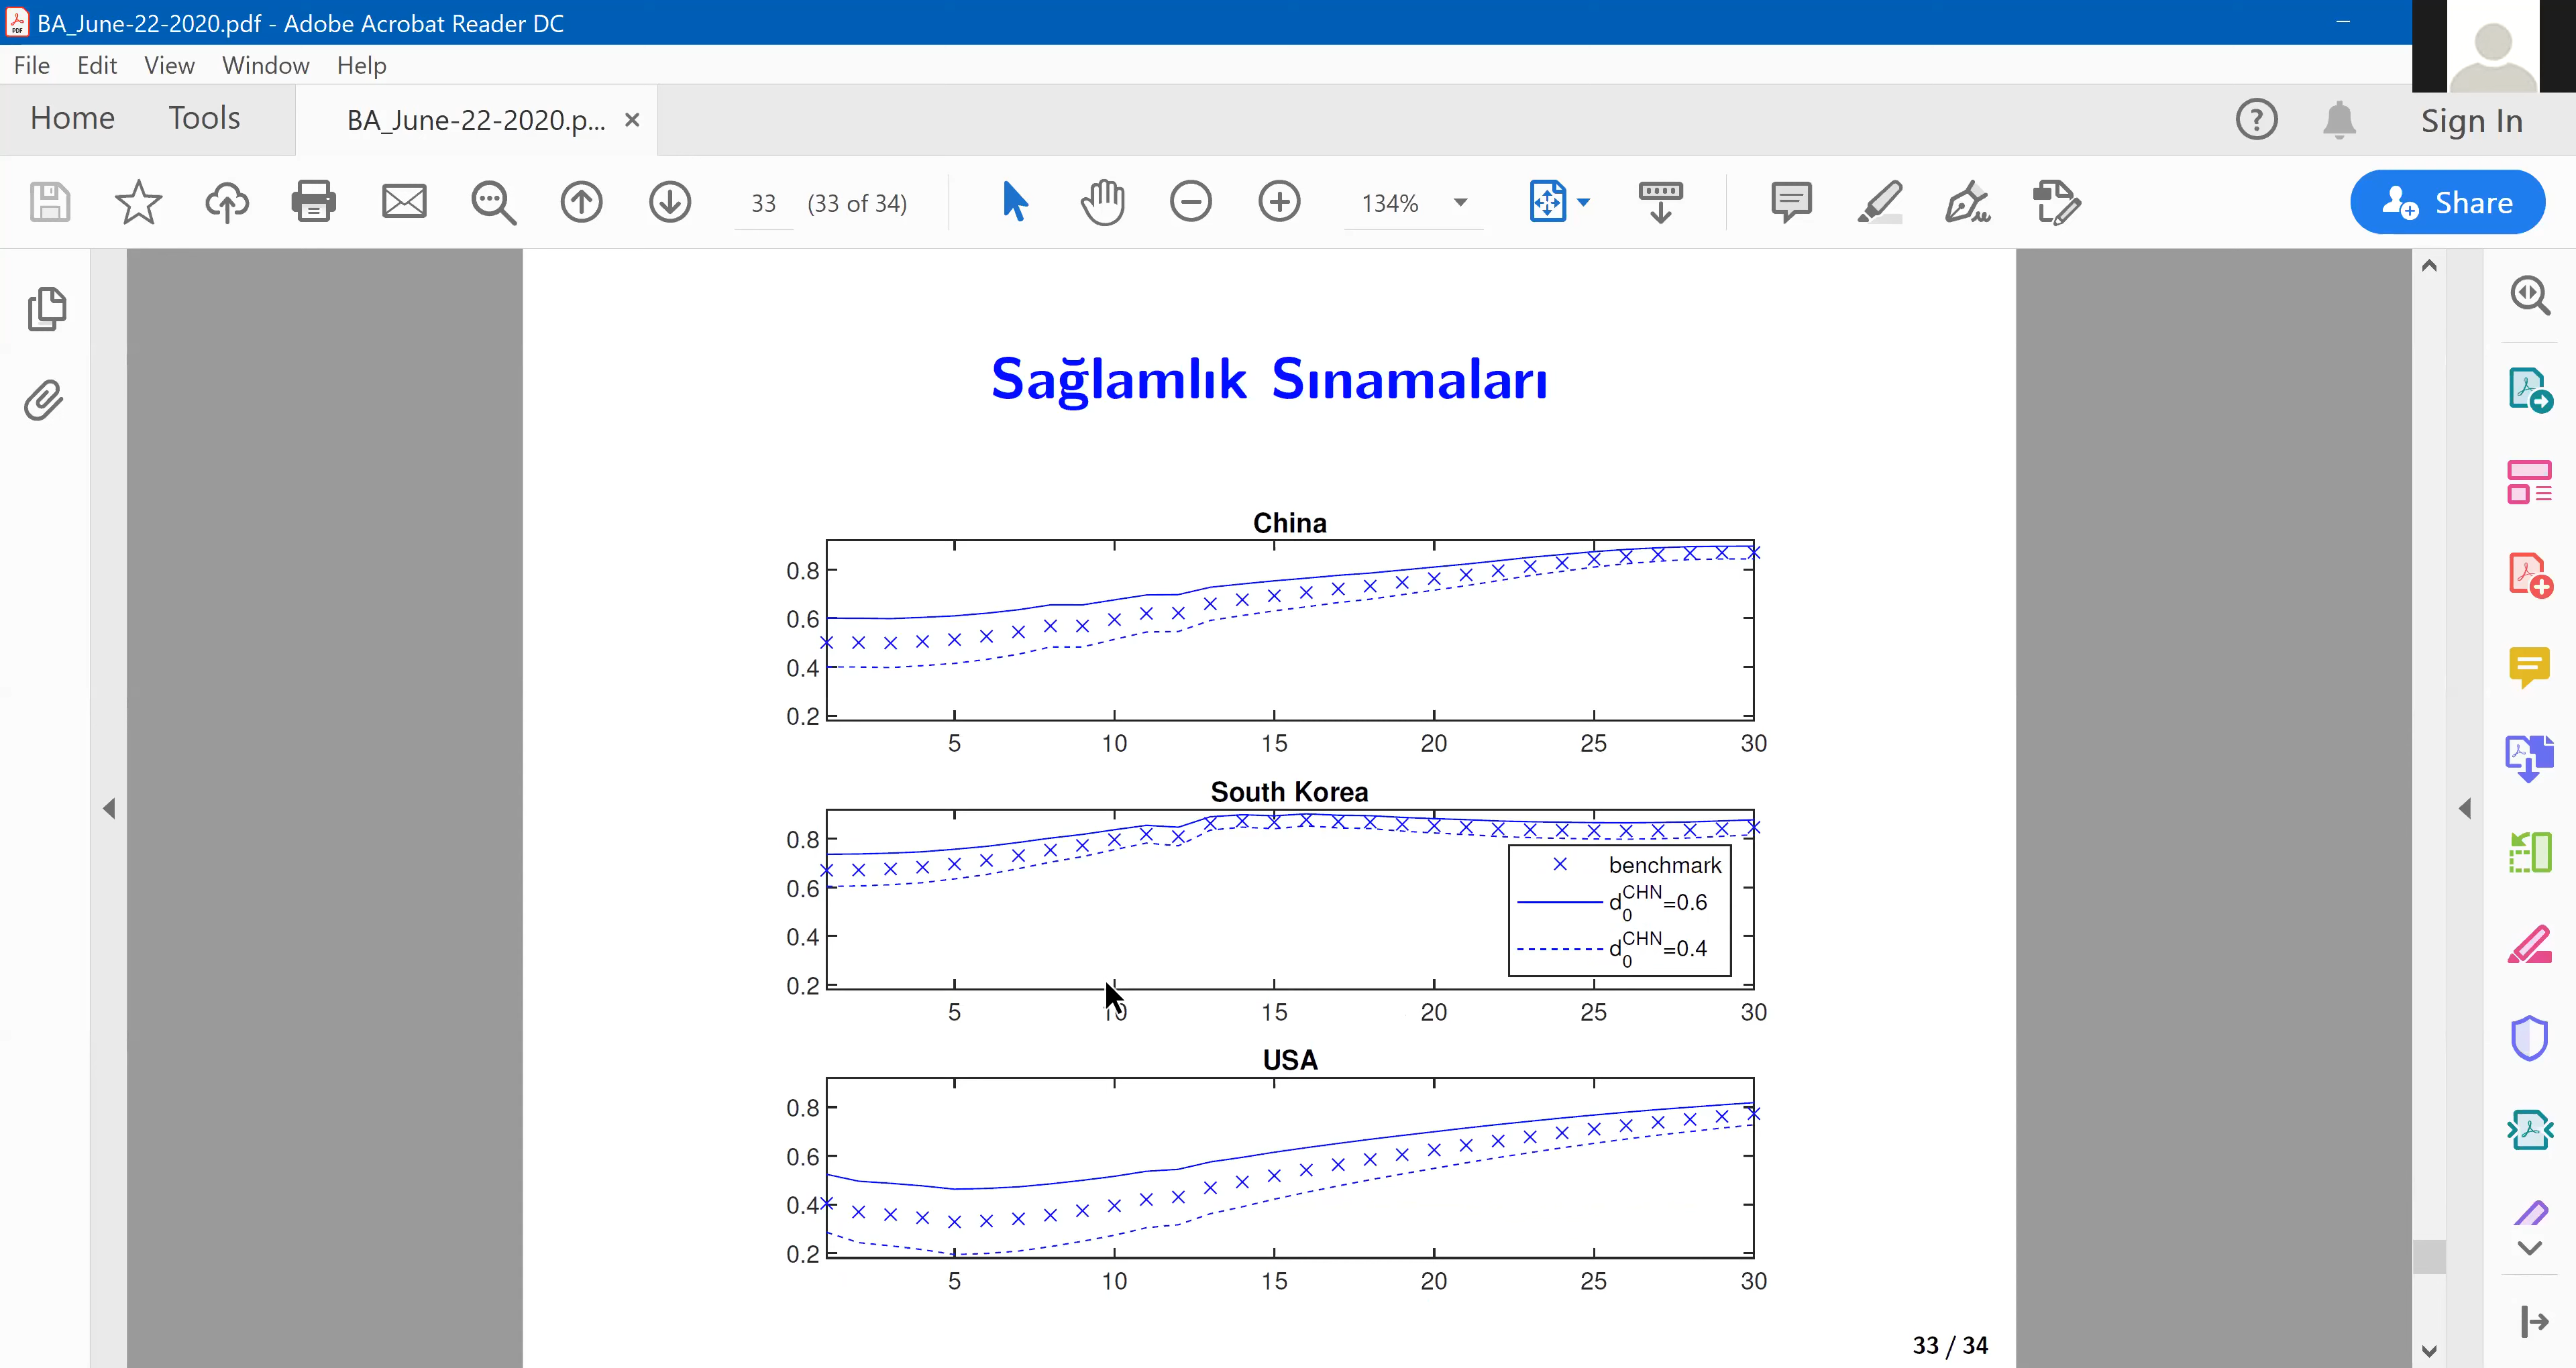 BA_June-22-2020.pdf - Adobe Acrobat Reader DC
File Edit View Window Help
Home Tools BA_June-22-2020.p... × Sign In
33 (33 of 34) 134% Share
Sağlamlık Sınamaları
China
0.8
0.6
0.4
0.2
5 10 15 20 25 30
South Korea
0.8
0.6
0.4
0.2
benchmark
d₀^CHN=0.6
d₀^CHN=0.4
5 10 15 20 25 30
USA
0.8
0.6
0.4
0.2
5 10 15 20 25 30
33 / 34